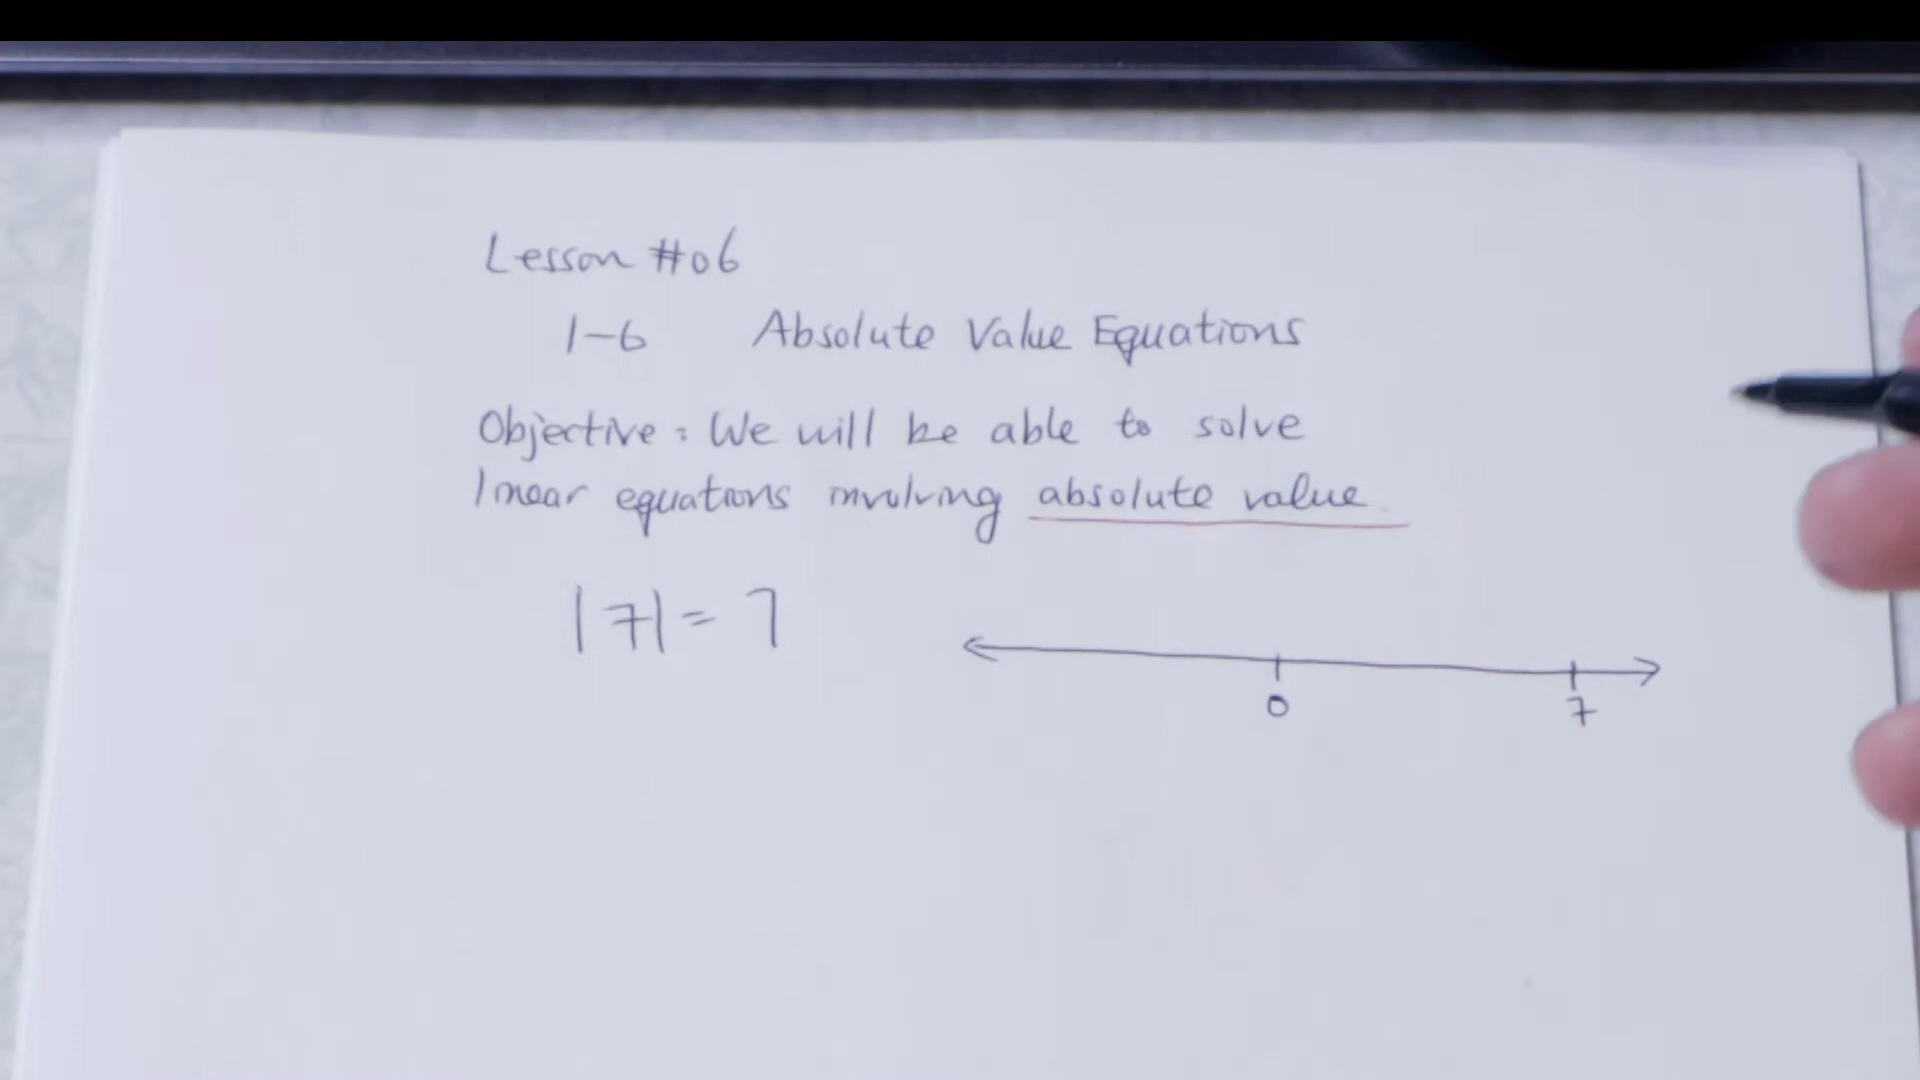 Lesson #06
1-6 Absolute Value Equations
Objective: We will be able to solve
linear equations involving absolute value.
|7| = 7
0 7